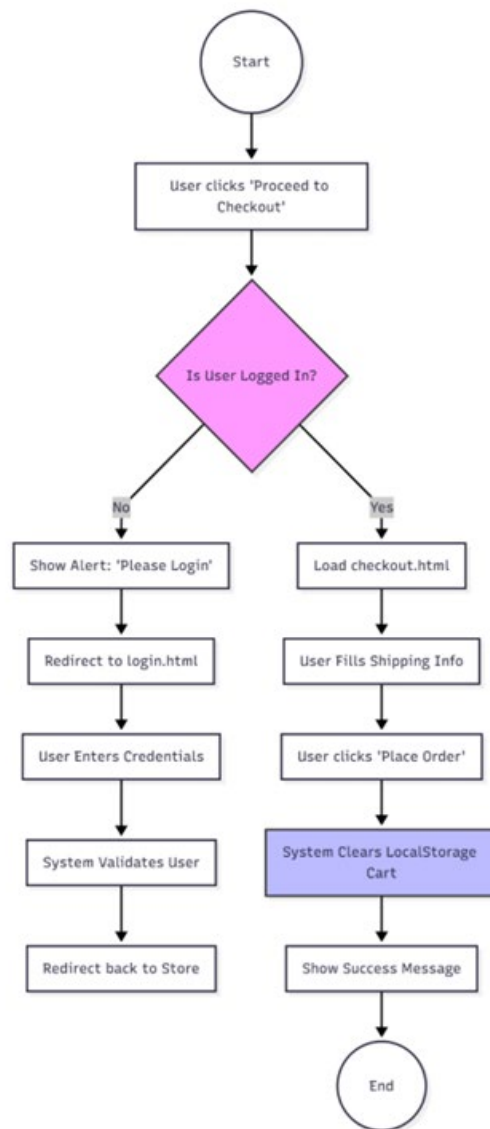 Start
User clicks 'Proceed to
Checkout'
Is User Logged In?
No
Yes
Show Alert: 'Please Login'
Load checkout.html
Redirect to login.html
User Fills Shipping Info
User Enters Credentials
User clicks 'Place Order'
System Validates User
System Clears LocalStorage
Cart
Redirect back to Store
Show Success Message
End